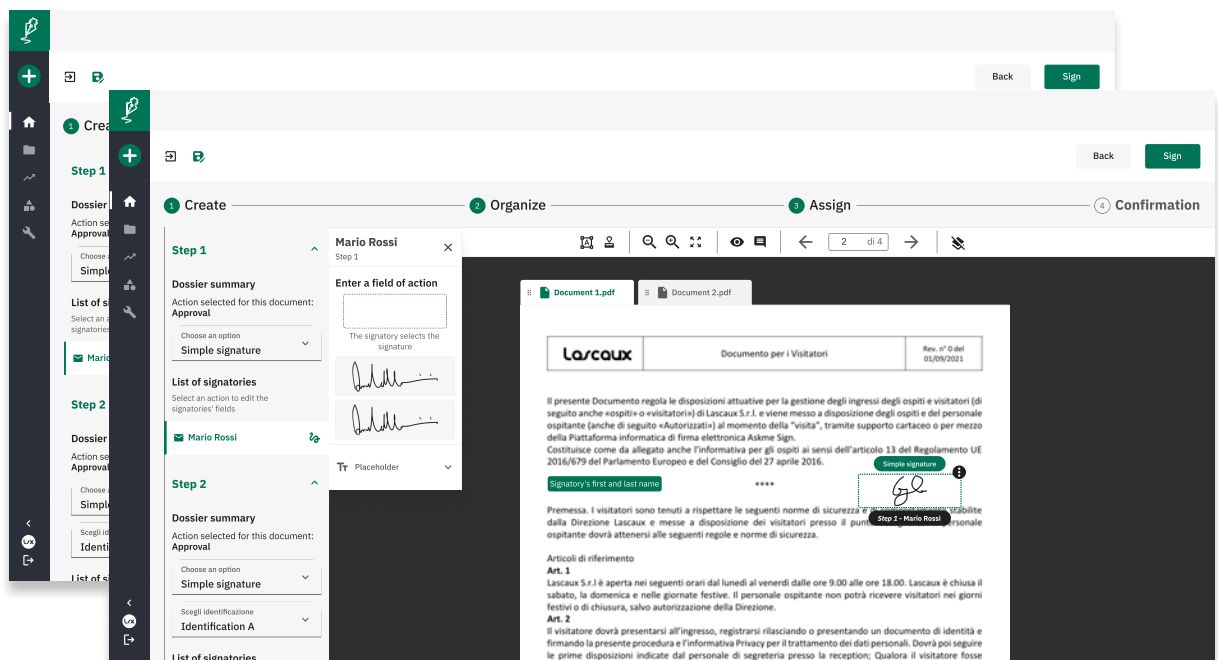 Back
Sign
1 Crea
Step 1
Dossier
Action se
Approval
Choose
Simpl
List of si
Select an a
signatories
Mario
Step 2
Dossier
Action se
Approval
Choose
Simpl
Scegli id
Identi
List of s
Back
Sign
1 Create
2 Organize
3 Assign
4 Confirmation
Step 1
Dossier summary
Action selected for this document:
Approval
Choose an option
Simple signature
List of signatories
Select an action to edit the
signatories' fields
Mario Rossi
Step 2
Dossier summary
Action selected for this document:
Approval
Choose an option
Simple signature
Scegli identificazione
Identification A
List of signatories
Mario Rossi
Step 1
Enter a field of action
The signatory selects the
signature
Tt Placeholder
2 di 4
Document 1.pdf
Document 2.pdf
Lascaux
Documento per i Visitatori
Rev. n° 0 del
01/09/2021
Il presente Documento regola le disposizioni attuative per la gestione degli ingressi degli ospiti e visitatori (di
seguito anche «ospiti» o «visitatori») di Lascaux S.r.l. e viene messo a disposizione degli ospiti e del personale
ospitante (anche di seguito «Autorizzati») al momento della "visita", tramite supporto cartaceo o per mezzo
della Piattaforma informatica di firma elettronica Askme Sign.
Costituisce come da allegato anche l'informativa per gli ospiti ai sensi dell'articolo 13 del Regolamento UE
2016/679 del Parlamento Europeo e del Consiglio del 27 aprile 2016.
Simple signature
Signatory's first and last name
****
Step 1 - Mario Rossi
Premessa. I visitatori sono tenuti a rispettare le seguenti norme di sicurezza e di stabilite
dalla Direzione Lascaux e messe a disposizione dei visitatori presso il punt personale
ospitante dovrà attenersi alle seguenti regole e norme di sicurezza.
Articoli di riferimento
Art. 1
Lascaux S.r.l è aperta nei seguenti orari dal lunedì al venerdì dalle ore 9.00 alle ore 18.00. Lascaux è chiusa il
sabato, la domenica e nelle giornate festive. Il personale ospitante non potrà ricevere visitatori nei giorni
festivi o di chiusura, salvo autorizzazione della Direzione.
Art. 2
Il visitatore dovrà presentarsi all'ingresso, registrarsi rilasciando o presentando un documento di identità e
firmando la presente procedura e l'informativa Privacy per il trattamento dei dati personali. Dovrà poi seguire
le prime disposizioni indicate dal personale di segreteria presso la reception; Qualora il visitatore fosse